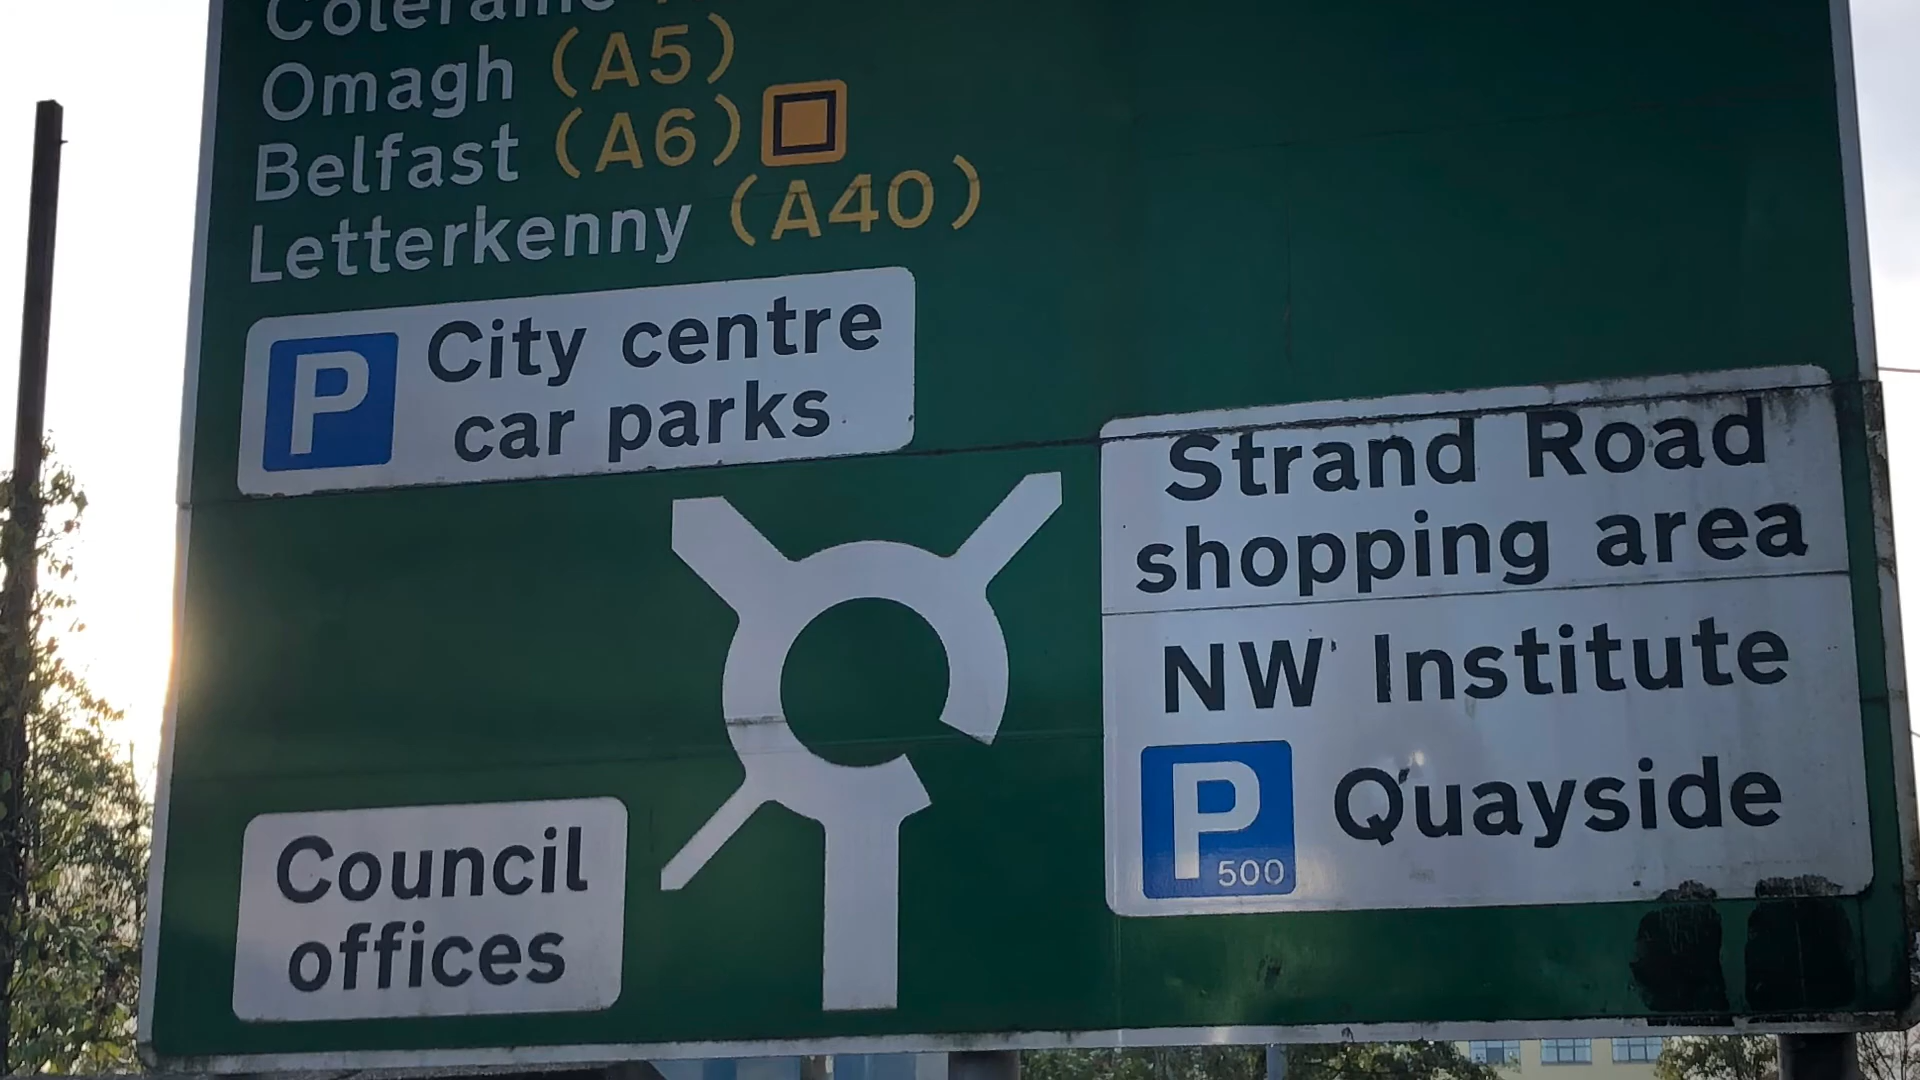 Coleraine
Omagh (A5)
Belfast (A6)
Letterkenny (A40)
P City centre
car parks
Strand Road
shopping area
NW Institute
P 500 Quayside
Council
offices